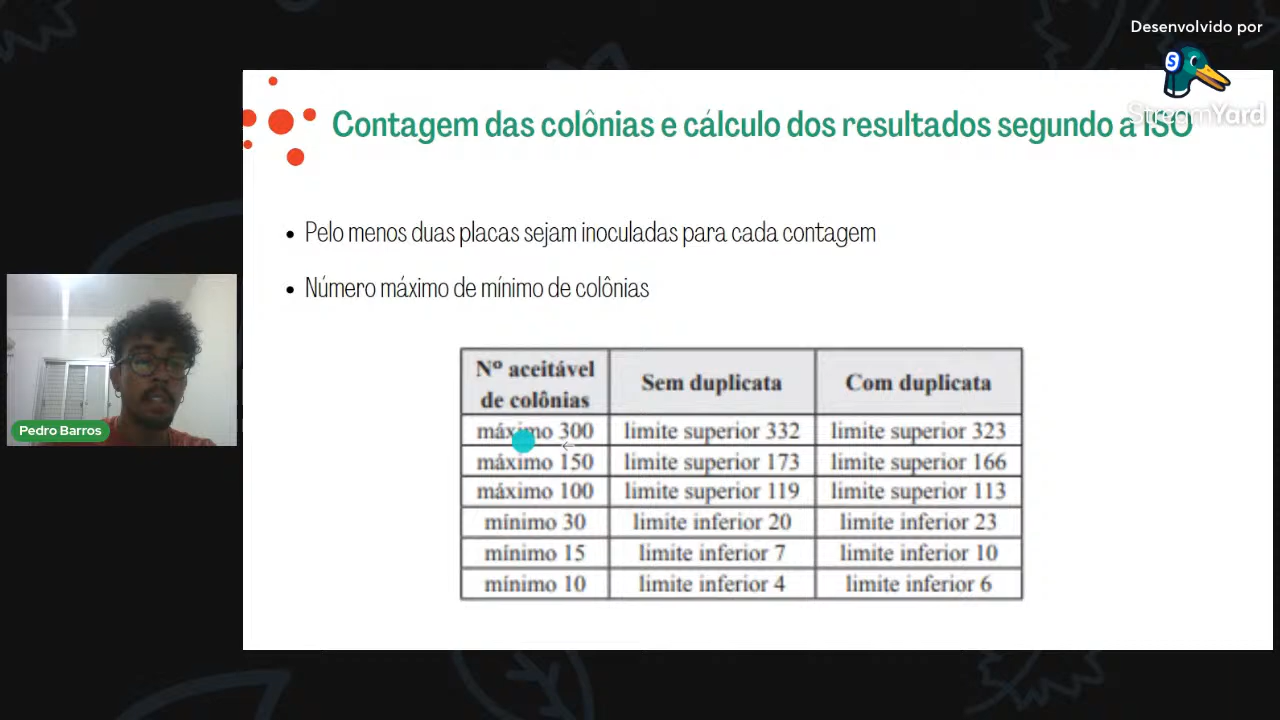 Desenvolvido por
StreamYard
Contagem das colônias e cálculo dos resultados segundo a ISO
• Pelo menos duas placas sejam inoculadas para cada contagem
• Número máximo de mínimo de colônias
Nº aceitável de colônias | Sem duplicata | Com duplicata
máximo 300 | limite superior 332 | limite superior 323
máximo 150 | limite superior 173 | limite superior 166
máximo 100 | limite superior 119 | limite superior 113
mínimo 30 | limite inferior 20 | limite inferior 23
mínimo 15 | limite inferior 7 | limite inferior 10
mínimo 10 | limite inferior 4 | limite inferior 6
Pedro Barros